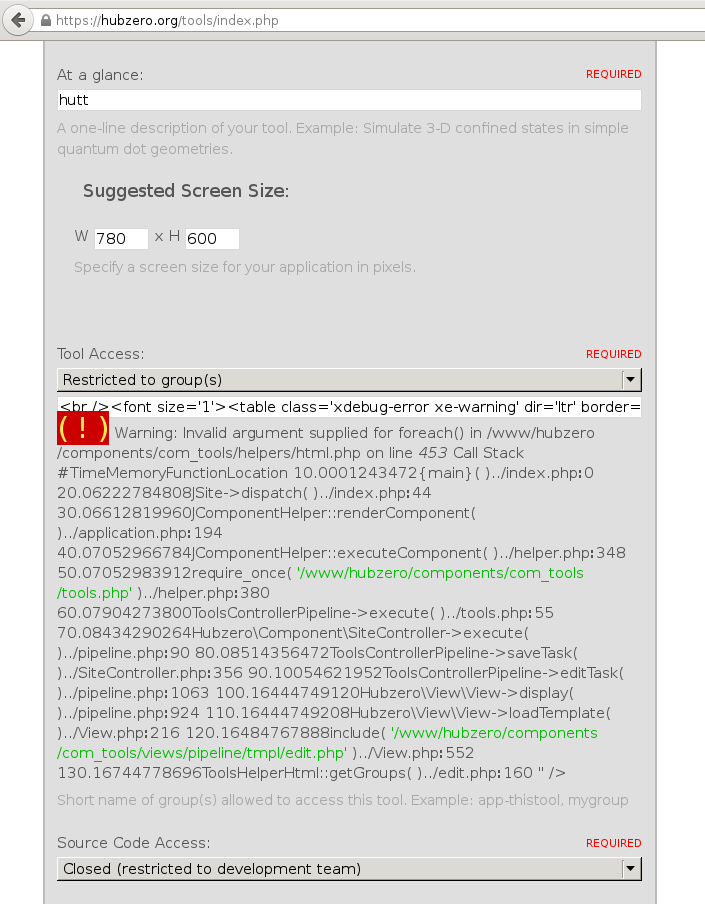 https://hubzero.org/tools/index.php
At a glance: REQUIRED
hutt
A one-line description of your tool. Example: Simulate 3-D confined states in simple
quantum dot geometries.
Suggested Screen Size:
W 780 x H 600
Specify a screen size for your application in pixels.
Tool Access: REQUIRED
Restricted to group(s)
<br /><font size='1'><table class='xdebug-error xe-warning' dir='ltr' border=
( ! ) Warning: Invalid argument supplied for foreach() in /www/hubzero
/components/com_tools/helpers/html.php on line 453 Call Stack
#TimeMemoryFunctionLocation 10.0001243472{main}( )../index.php:0
20.06222784808JSite->dispatch( )../index.php:44
30.06612819960JComponentHelper::renderComponent(
)../application.php:194
40.07052966784JComponentHelper::executeComponent( )../helper.php:348
50.07052983912require_once( '/www/hubzero/components/com_tools
/tools.php' )../helper.php:380
60.07904273800ToolsControllerPipeline->execute( )../tools.php:55
70.08434290264Hubzero\Component\SiteController->execute(
)../pipeline.php:90 80.08514356472ToolsControllerPipeline->saveTask(
)../SiteController.php:356 90.10054621952ToolsControllerPipeline->editTask(
)../pipeline.php:1063 100.16444749120Hubzero\View\View->display(
)../pipeline.php:924 110.16444749208Hubzero\View\View->loadTemplate(
)../View.php:216 120.16484767888include( '/www/hubzero/components
/com_tools/views/pipeline/tmpl/edit.php' )../View.php:552
130.16744778696ToolsHelperHtml::getGroups( )../edit.php:160 " />
Short name of group(s) allowed to access this tool. Example: app-thistool, mygroup
Source Code Access: REQUIRED
Closed (restricted to development team)